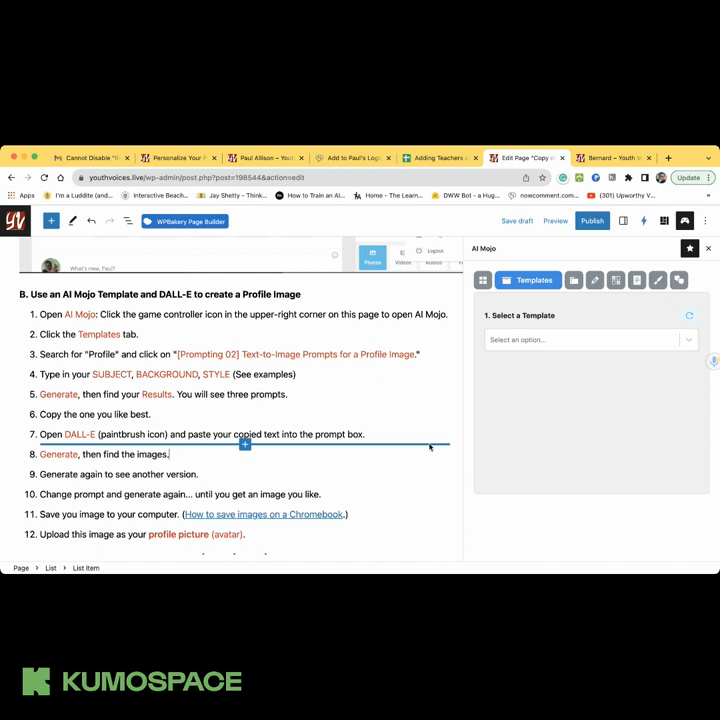 Cannot Disable "R
Personalize Your P
Paul Allison – Yout
Add to Paul's Log
Adding Teachers i
Edit Page "Copy o
Bernard – Youth V
youthvoices.live/wp-admin/post.php?post=198544&action=edit
Update
Apps
I'm a Luddite (and...
Interactive Beach...
Jay Shetty - Think...
How to Train an AI...
Home - The Learn...
DWW Bot - a Hug...
nowcomment.com...
(301) Upworthy V...
WPBakery Page Builder
Save draft
Preview
Publish
What's new, Paul?
Photos
Videos
Audios
Logout
AI Mojo
Templates
1. Select a Template
Select an option...
B. Use an AI Mojo Template and DALL-E to create a Profile Image
1. Open AI Mojo: Click the game controller icon in the upper-right corner on this page to open AI Mojo.
2. Click the Templates tab.
3. Search for "Profile" and click on "[Prompting 02] Text-to-Image Prompts for a Profile Image."
4. Type in your SUBJECT, BACKGROUND, STYLE (See examples)
5. Generate, then find your Results. You will see three prompts.
6. Copy the one you like best.
7. Open DALL-E (paintbrush icon) and paste your copied text into the prompt box.
8. Generate, then find the images.
9. Generate again to see another version.
10. Change prompt and generate again... until you get an image you like.
11. Save you image to your computer. (How to save images on a Chromebook.)
12. Upload this image as your profile picture (avatar).
Page > List > List item
KUMOSPACE